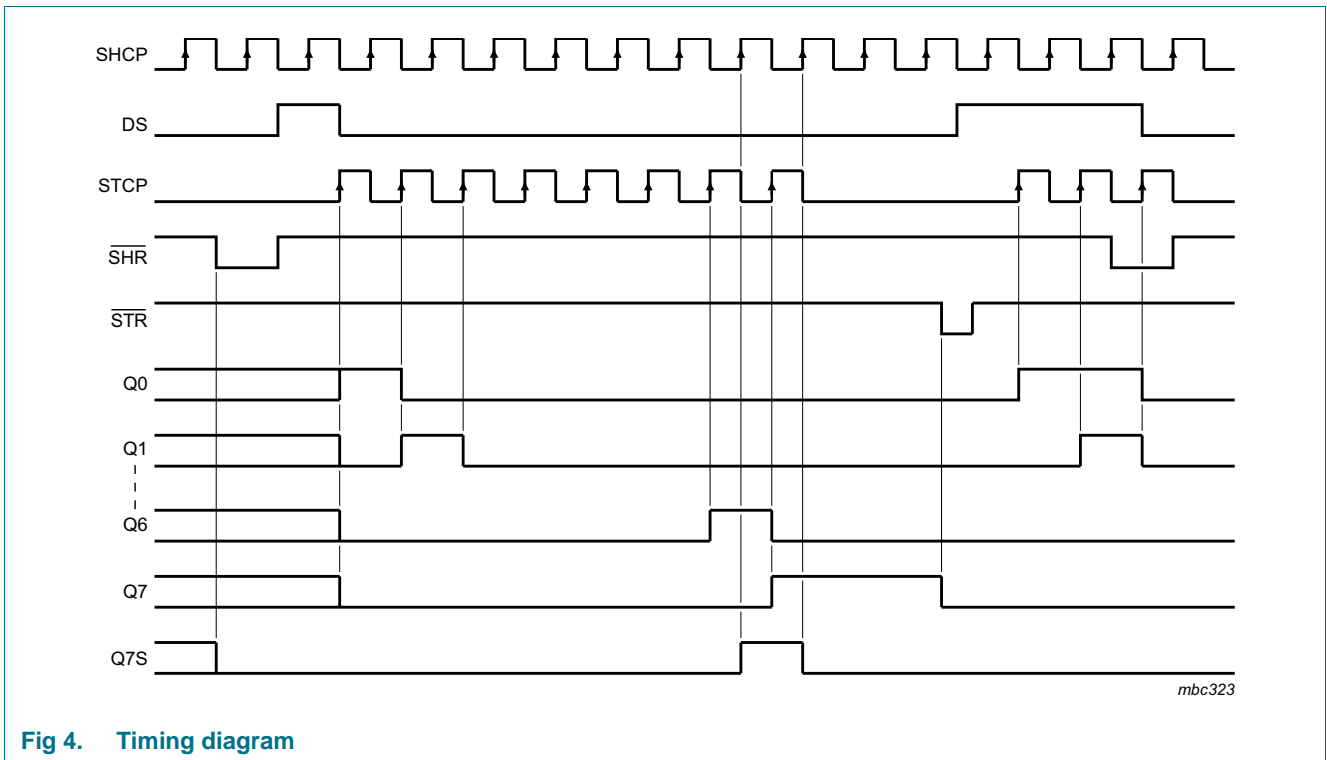 SHCP
DS
STCP
SHR
STR
Q0
Q1
Q6
Q7
Q7S
mbc323
Fig 4. Timing diagram